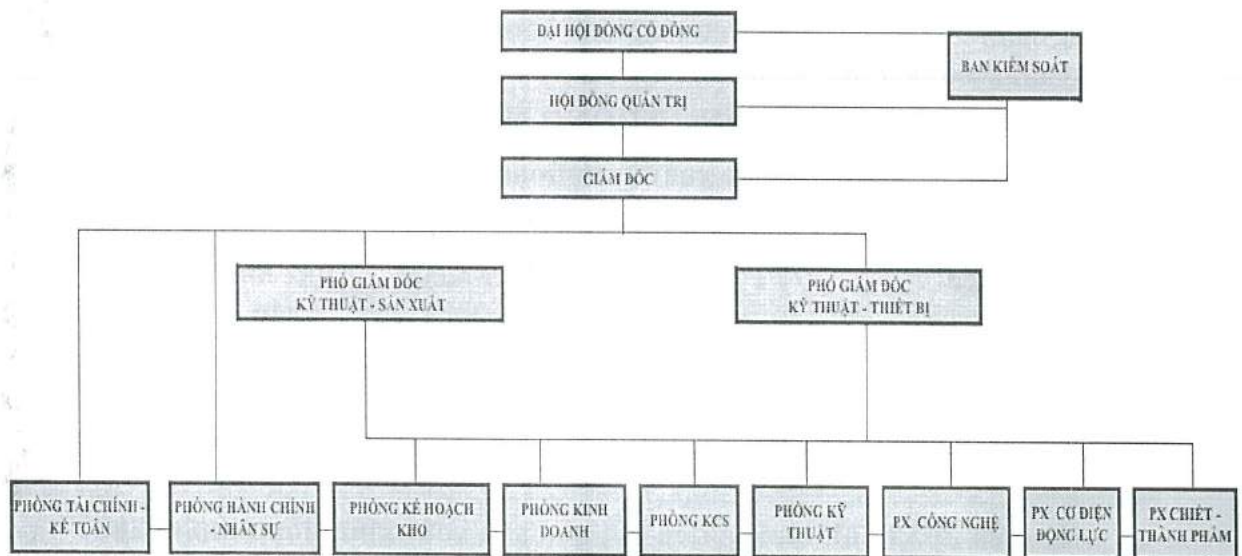 ĐẠI HỘI ĐỒNG CỔ ĐÔNG
BAN KIỂM SOÁT
HỘI ĐỒNG QUẢN TRỊ
GIÁM ĐỐC
PHÓ GIÁM ĐỐC
KỸ THUẬT - SẢN XUẤT
PHÓ GIÁM ĐỐC
KỸ THUẬT - THIẾT BỊ
PHÒNG TÀI CHÍNH -
KẾ TOÁN
PHÒNG HÀNH CHÍNH
- NHÂN SỰ
PHÒNG KẾ HOẠCH
KHO
PHÒNG KINH
DOANH
PHÒNG KCS
PHÒNG KỸ
THUẬT
PX CÔNG NGHỆ
PX CƠ ĐIỆN
ĐỘNG LỰC
PX CHIẾT -
THÀNH PHẨM